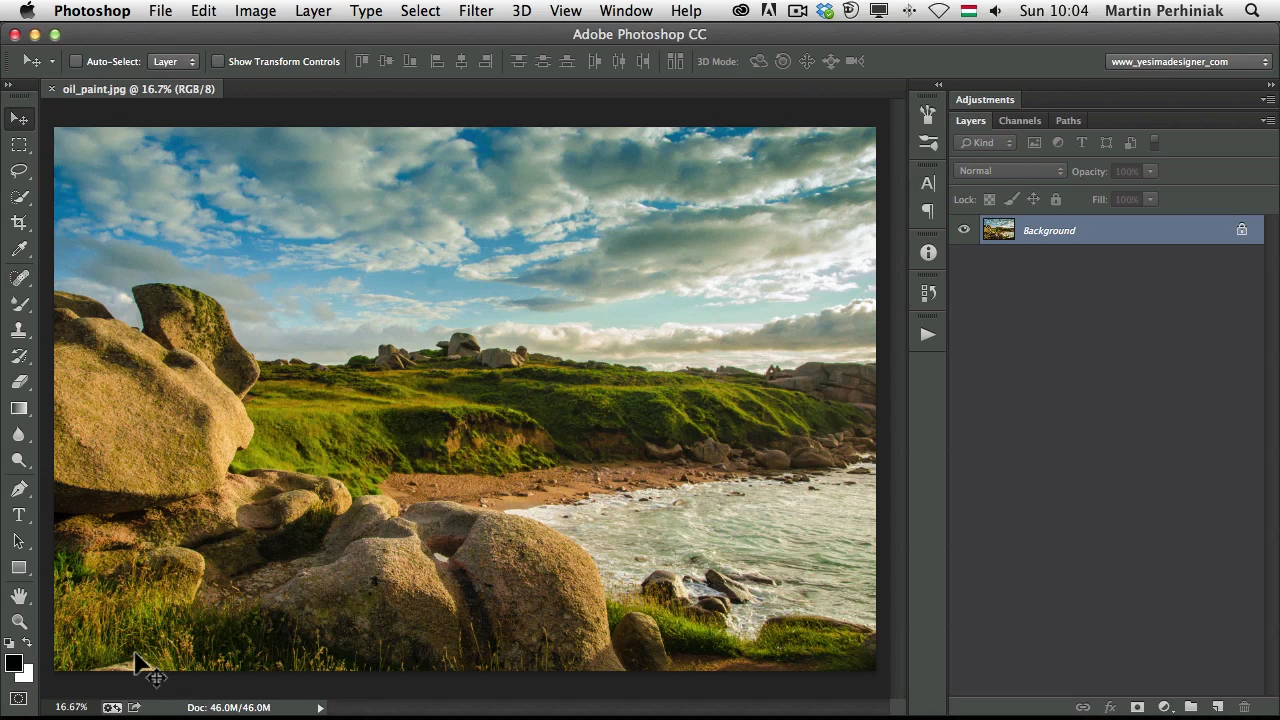 Photoshop File Edit Image Layer Type Select Filter 3D View Window Help Sun 10:04 Martin Perhiniak
Adobe Photoshop CC
Auto-Select: Layer Show Transform Controls 3D Mode: www_yesimadesigner_com
× oil_paint.jpg @ 16.7% (RGB/8)
Adjustments
Layers Channels Paths
Kind
Normal Opacity: 100%
Lock: Fill: 100%
Background
16.67% Doc: 46.0M/46.0M